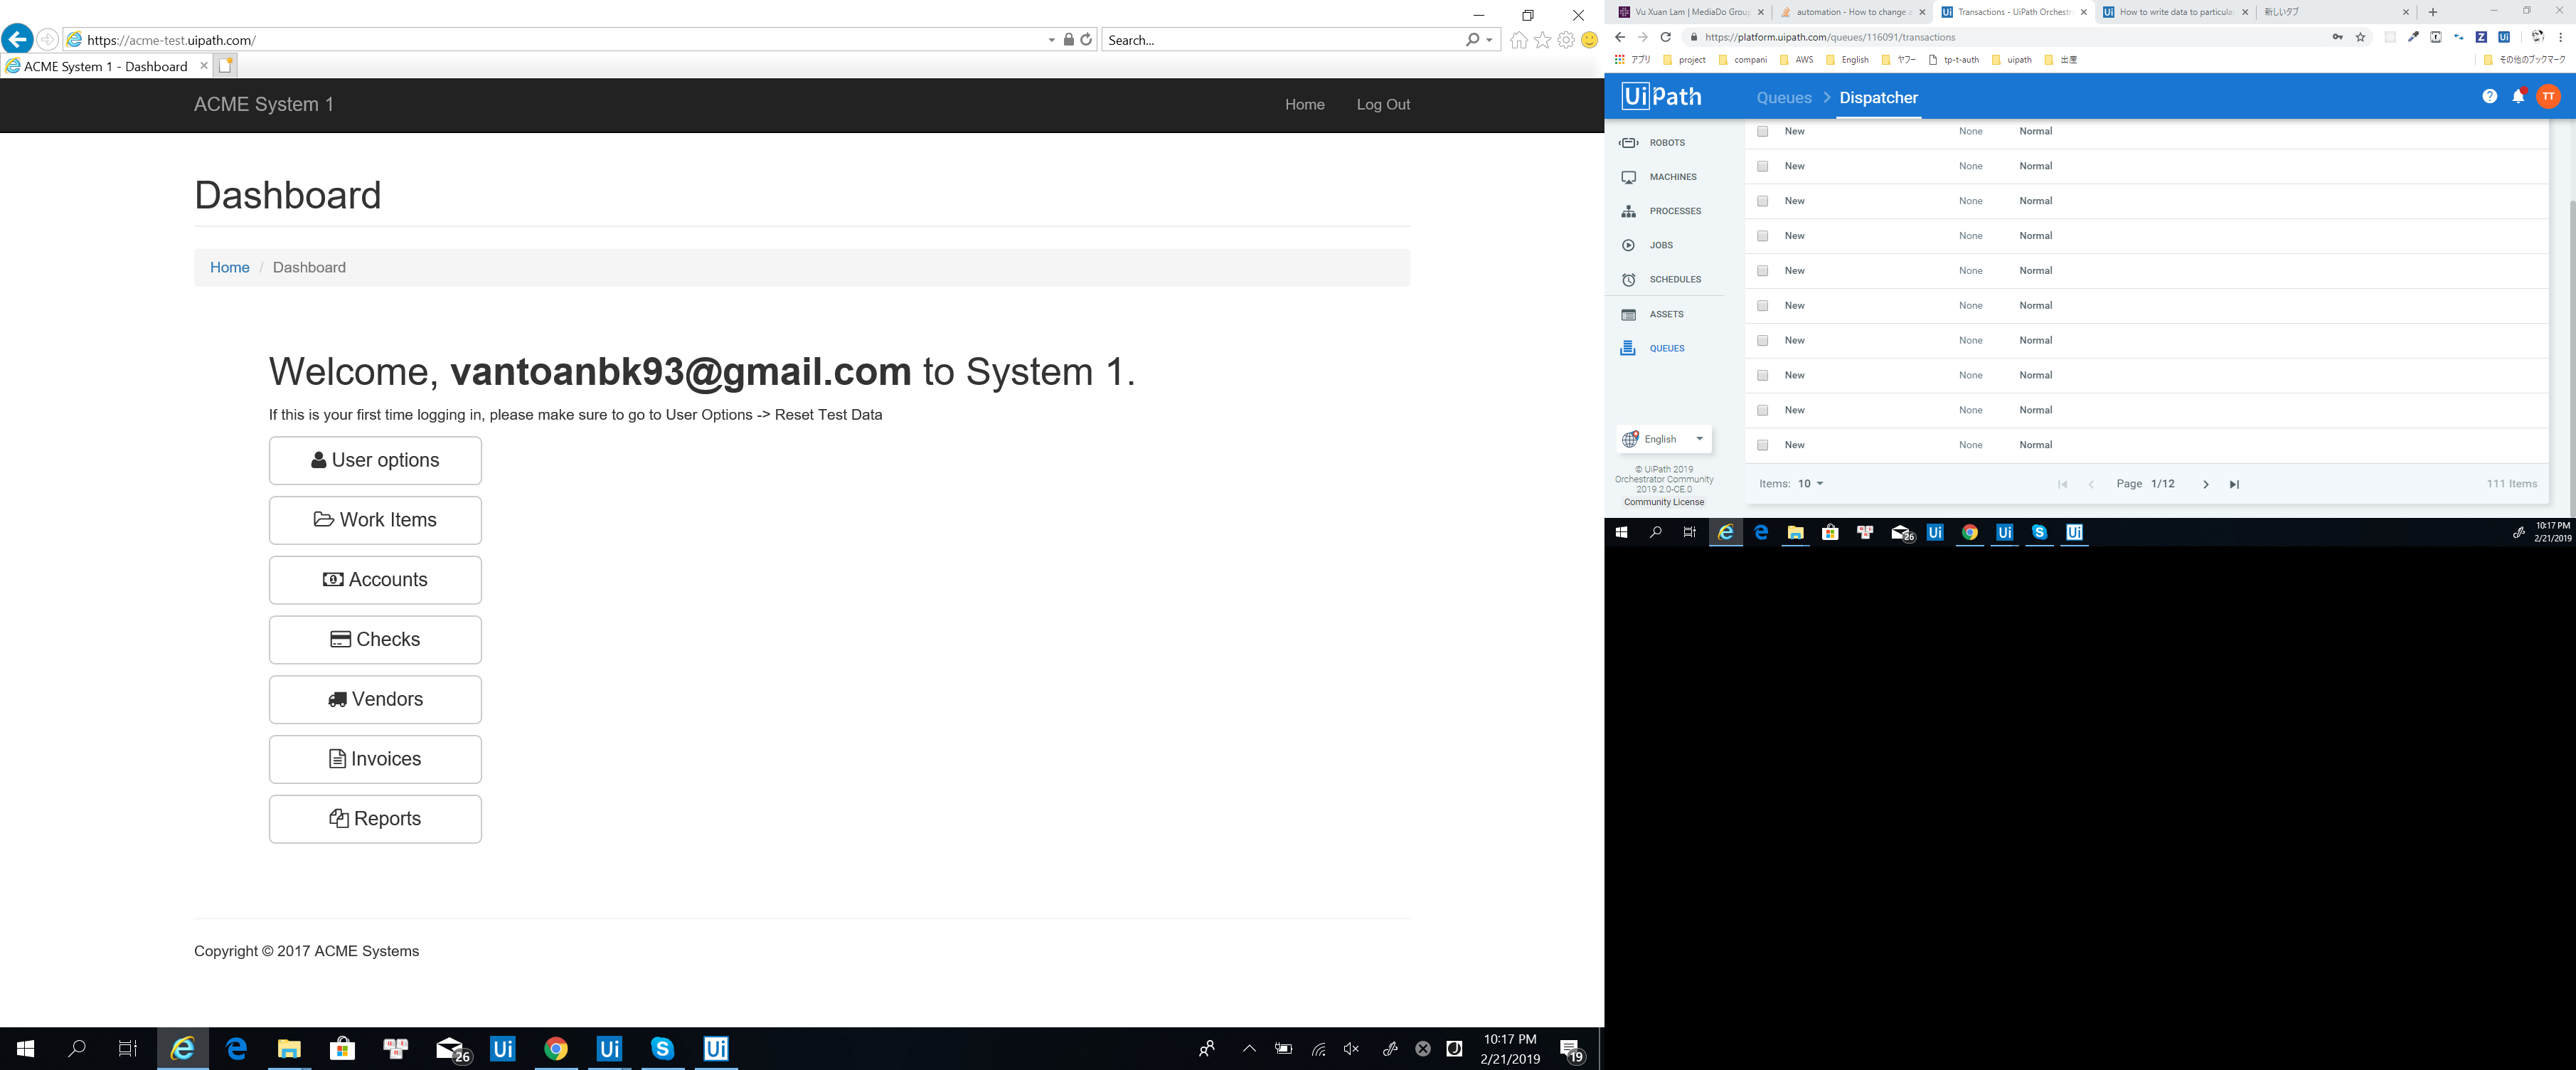 https://acme-test.uipath.com/
Search...
ACME System 1 - Dashboard
ACME System 1
Home
Log Out
Dashboard
Home / Dashboard
Welcome, vantoanbk93@gmail.com to System 1.
If this is your first time logging in, please make sure to go to User Options -> Reset Test Data
User options
Work Items
Accounts
Checks
Vendors
Invoices
Reports
Copyright © 2017 ACME Systems
26
Ui
Ui
Ui
10:17 PM
2/21/2019
19
Vu Xuan Lam | MediaDo Group
automation - How to change
Transactions - UiPath Orchestr
How to write data to particula
新しいタブ
https://platform.uipath.com/queues/116091/transactions
アプリ
project
compani
AWS
English
ヤフー
tp-t-auth
uipath
出産
その他のブックマーク
UiPath
Queues > Dispatcher
TT
ROBOTS
MACHINES
PROCESSES
JOBS
SCHEDULES
ASSETS
QUEUES
English
© UiPath 2019
Orchestrator Community
2019.2.0-CE.0
Community License
New None Normal
New None Normal
New None Normal
New None Normal
New None Normal
New None Normal
New None Normal
New None Normal
New None Normal
New None Normal
Items: 10
Page 1/12
111 Items
26
Ui
Ui
Ui
10:17 PM
2/21/2019